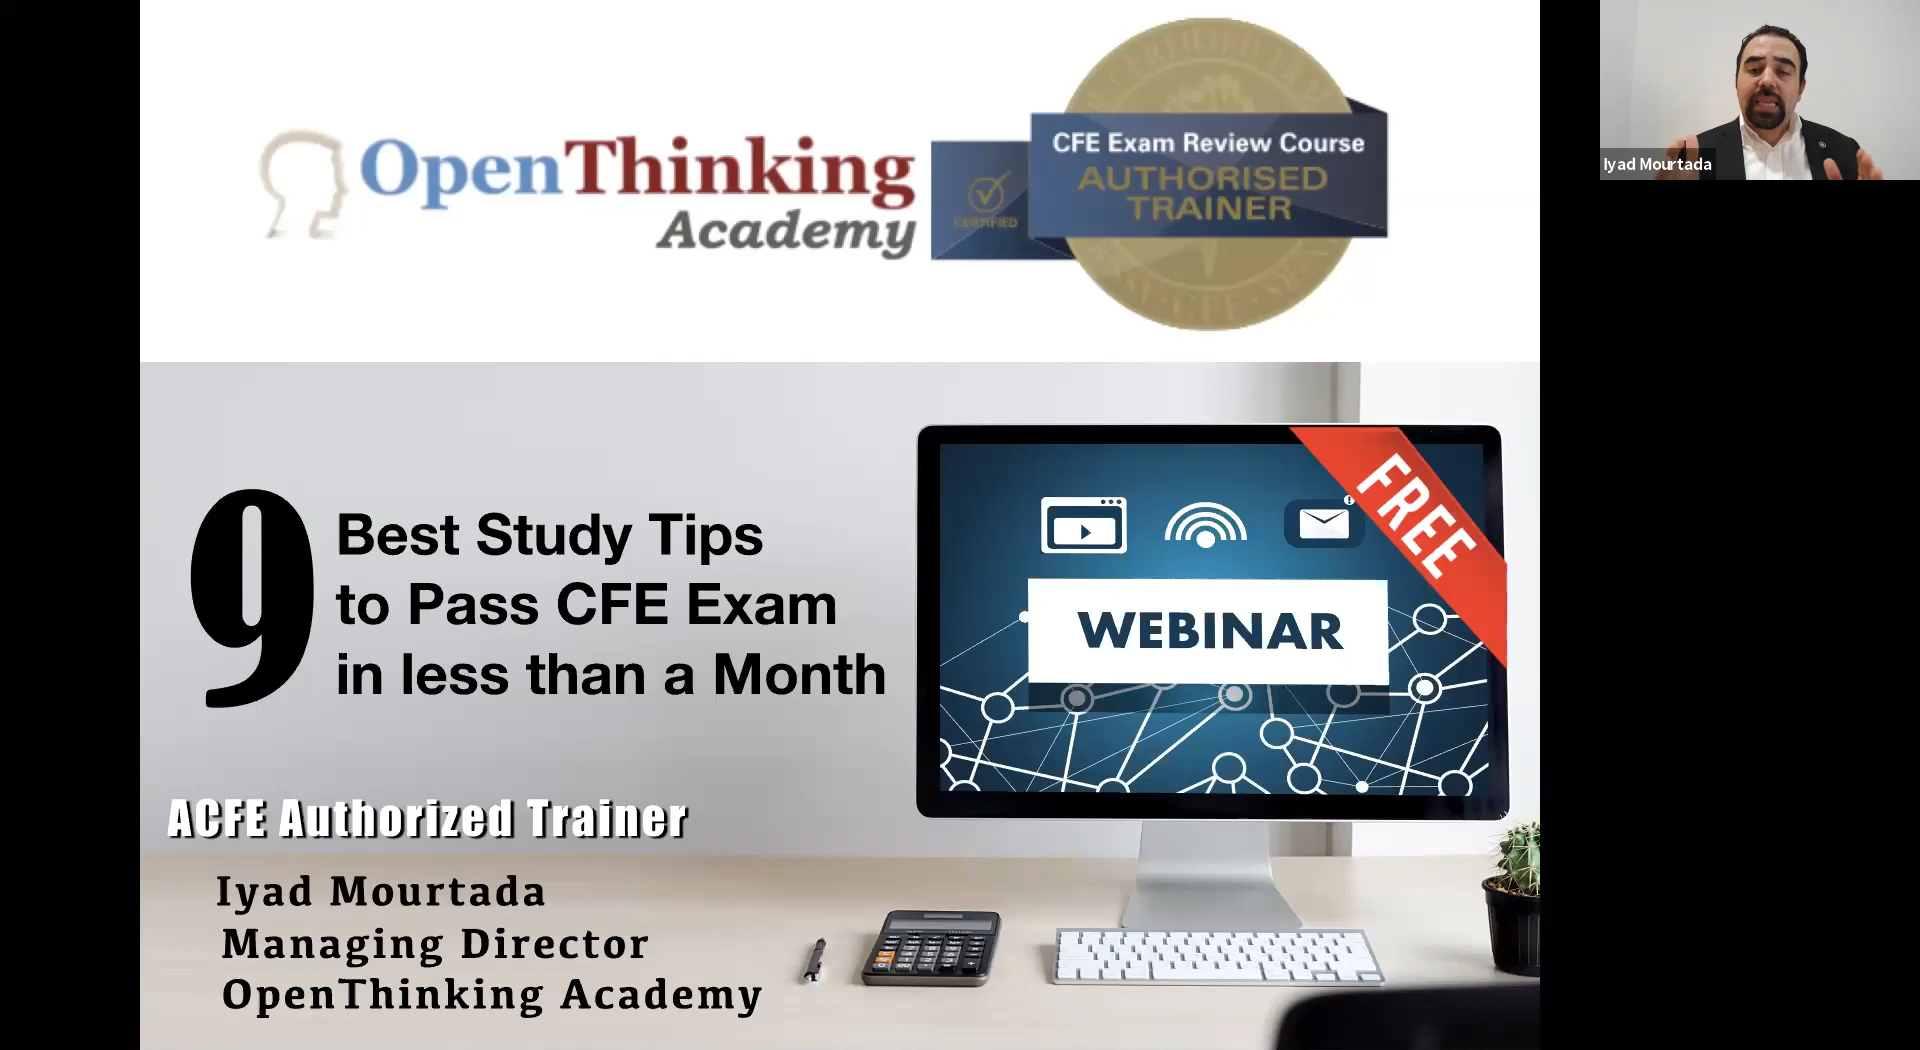 OpenThinking
Academy
CERTIFIED
CFE Exam Review Course
AUTHORISED
TRAINER
Iyad Mourtada
9
Best Study Tips
to Pass CFE Exam
in less than a Month
FREE
WEBINAR
ACFE Authorized Trainer
Iyad Mourtada
Managing Director
OpenThinking Academy